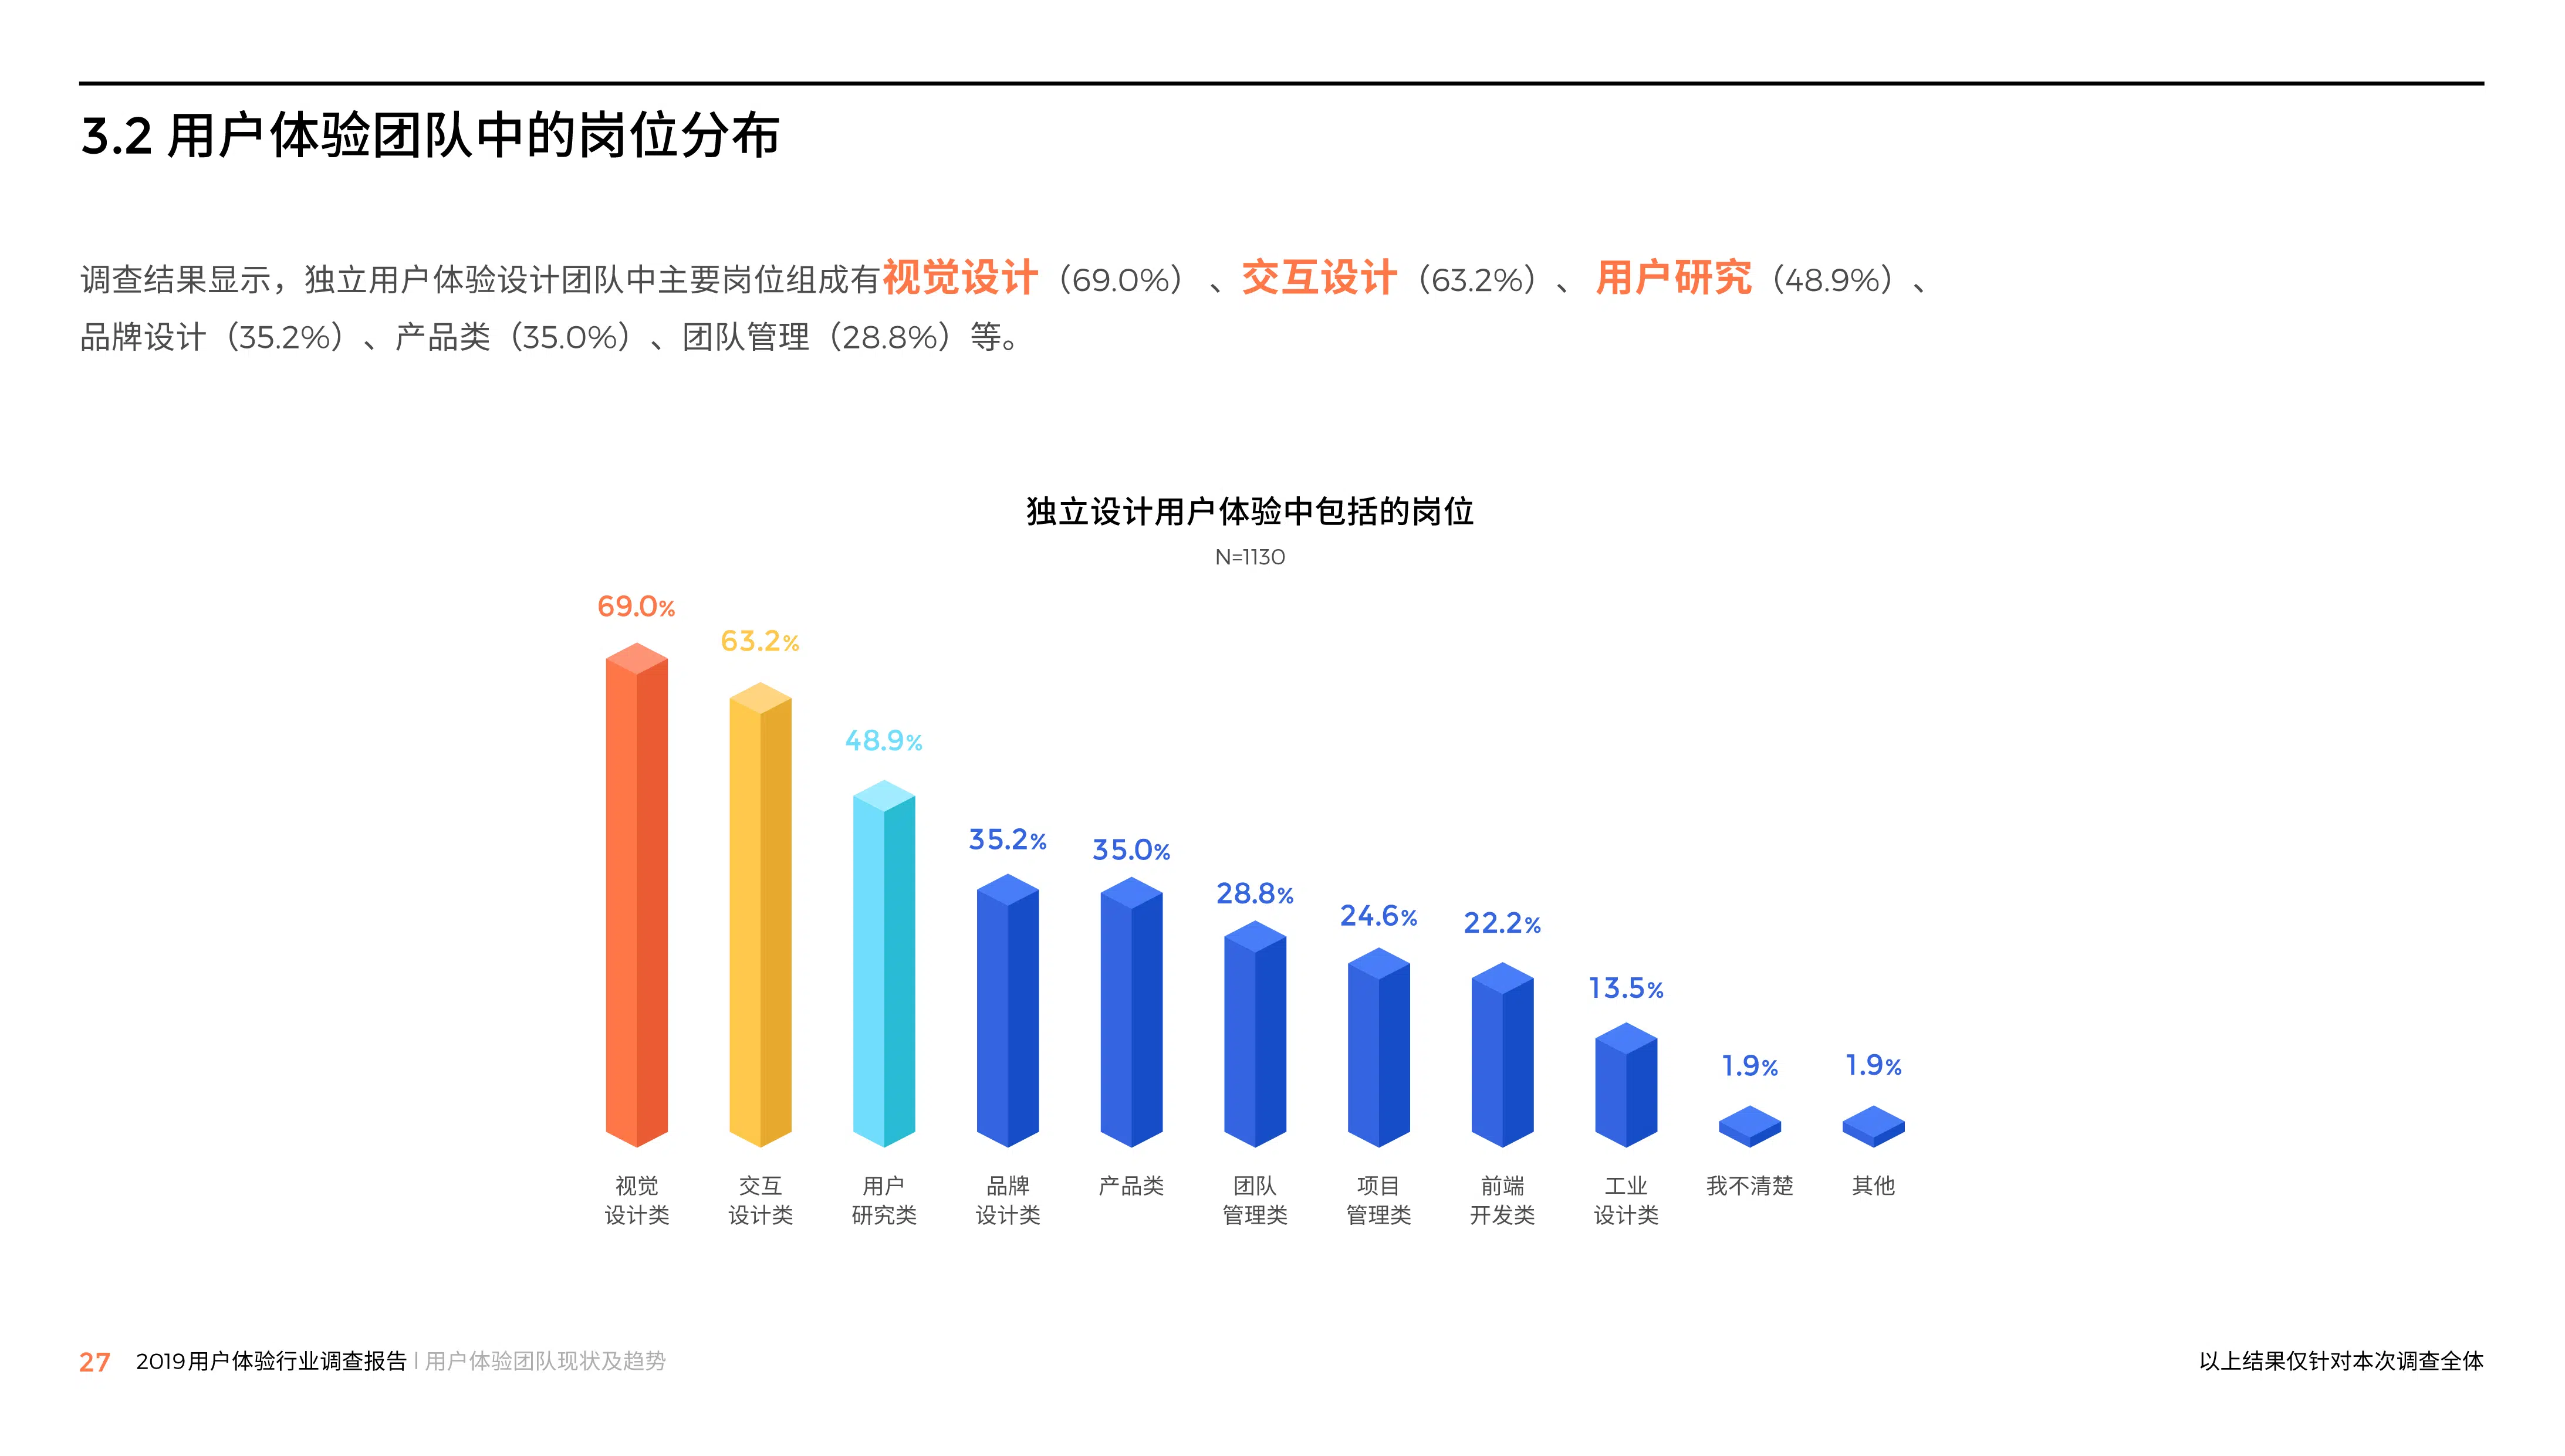 3.2 用户体验团队中的岗位分布
调查结果显示，独立用户体验设计团队中主要岗位组成有视觉设计（69.0%）、交互设计（63.2%）、用户研究（48.9%）、
品牌设计（35.2%）、产品类（35.0%）、团队管理（28.8%）等。
独立设计用户体验中包括的岗位
N=1130
69.0%
63.2%
48.9%
35.2%
35.0%
28.8%
24.6%
22.2%
13.5%
1.9%
1.9%
视觉
设计类
交互
设计类
用户
研究类
品牌
设计类
产品类
团队
管理类
项目
管理类
前端
开发类
工业
设计类
我不清楚
其他
27 2019用户体验行业调查报告 | 用户体验团队现状及趋势
以上结果仅针对本次调查全体